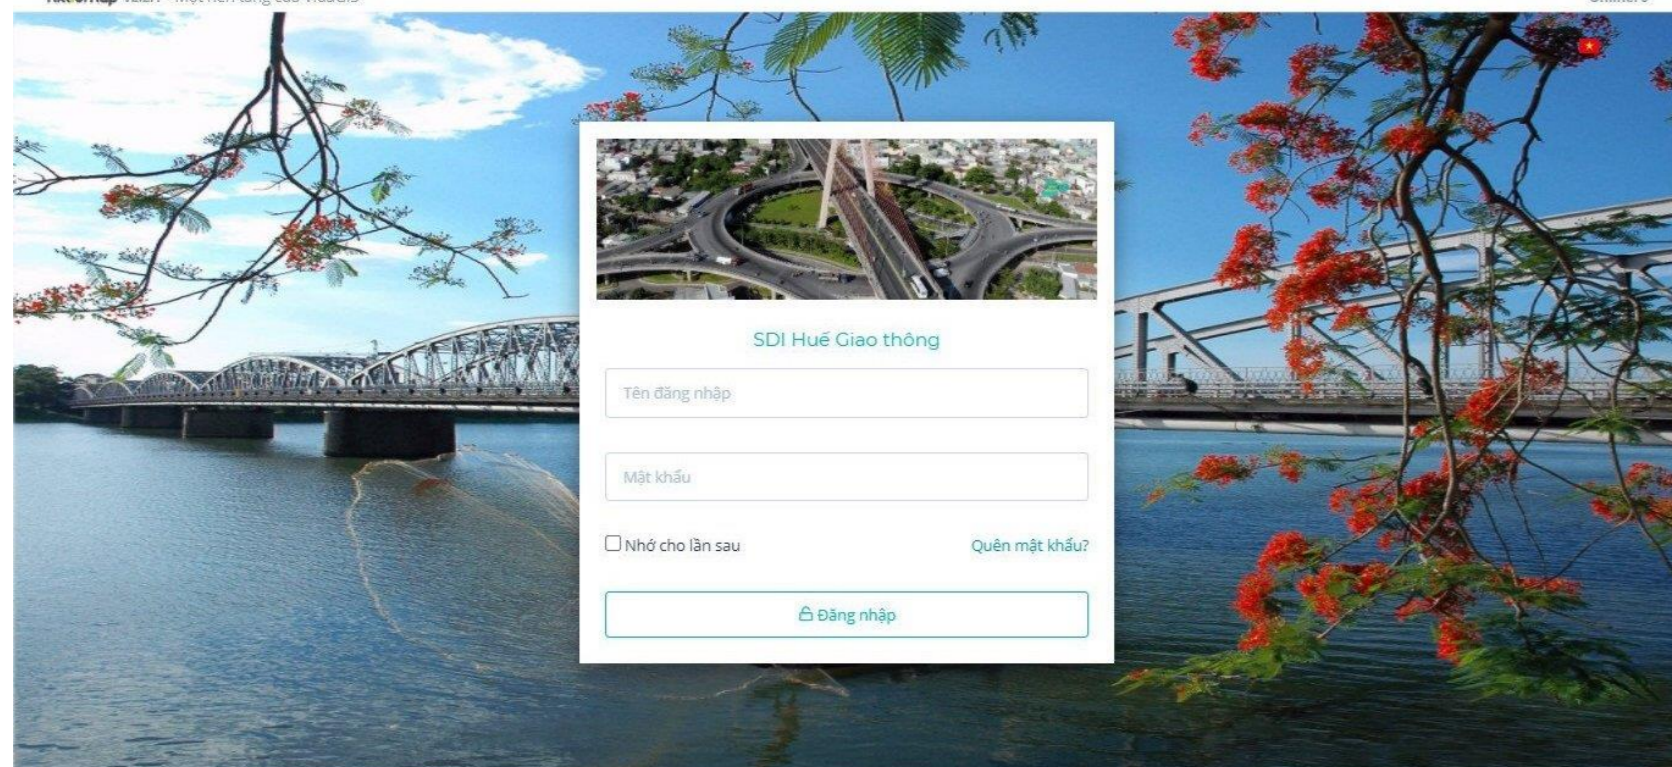 SDI Huế Giao thông
Tên đăng nhập
Mật khẩu
Nhớ cho lần sau
Quên mật khẩu?
Đăng nhập